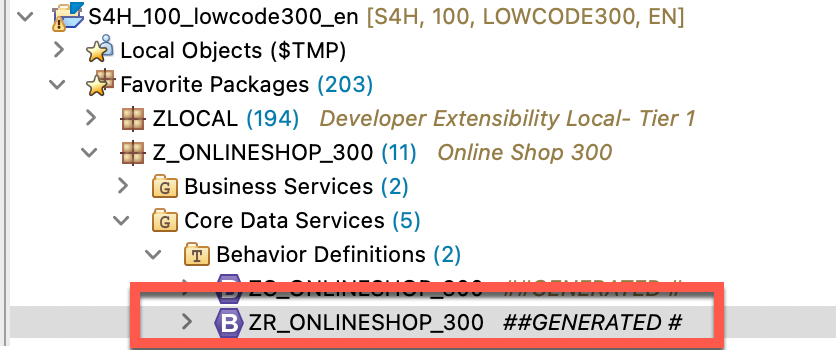 S4H_100_lowcode300_en [S4H, 100, LOWCODE300, EN]
Local Objects ($TMP)
Favorite Packages (203)
ZLOCAL (194) Developer Extensibility Local- Tier 1
Z_ONLINESHOP_300 (11) Online Shop 300
G Business Services (2)
G Core Data Services (5)
T Behavior Definitions (2)
B ZC_ONLINESHOP_300 ##GENERATED #
B ZR_ONLINESHOP_300 ##GENERATED #